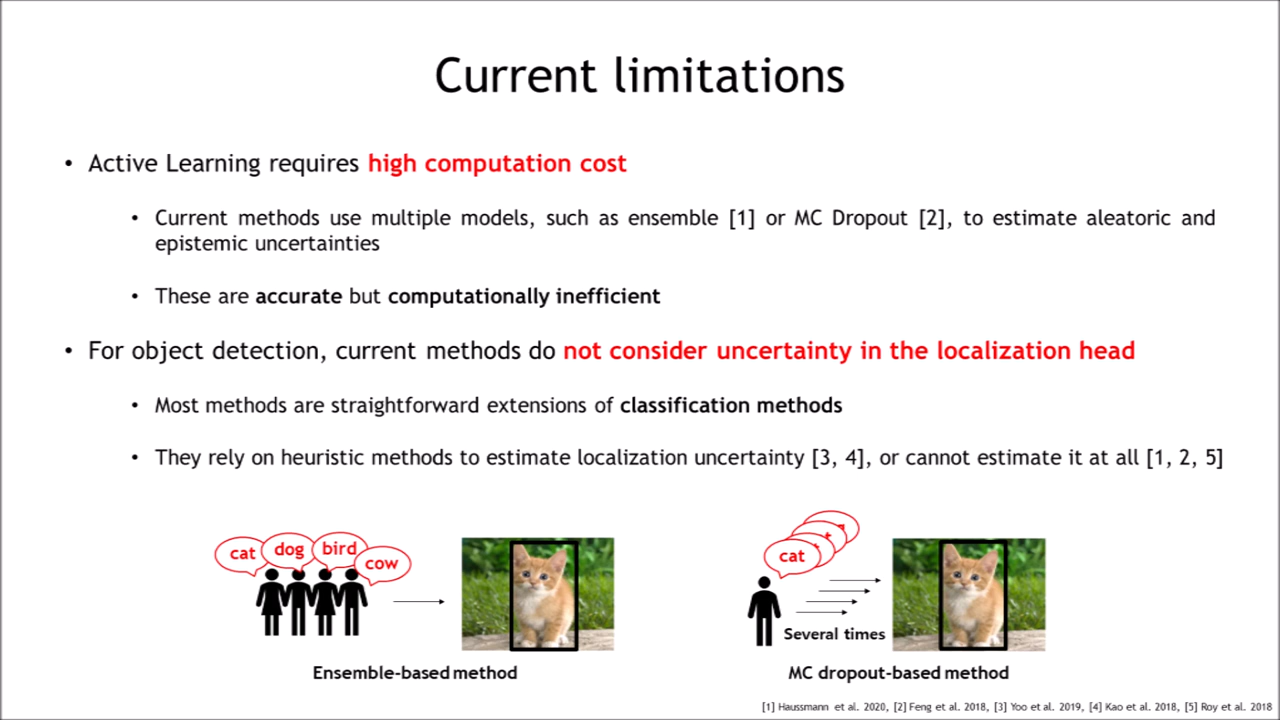 Current limitations
• Active Learning requires high computation cost
• Current methods use multiple models, such as ensemble [1] or MC Dropout [2], to estimate aleatoric and
epistemic uncertainties
• These are accurate but computationally inefficient
• For object detection, current methods do not consider uncertainty in the localization head
• Most methods are straightforward extensions of classification methods
• They rely on heuristic methods to estimate localization uncertainty [3, 4], or cannot estimate it at all [1, 2, 5]
cat
dog
bird
cow
cat
Several times
Ensemble-based method
MC dropout-based method
[1] Haussmann et al. 2020, [2] Feng et al. 2018, [3] Yoo et al. 2019, [4] Kao et al. 2018, [5] Roy et al. 2018